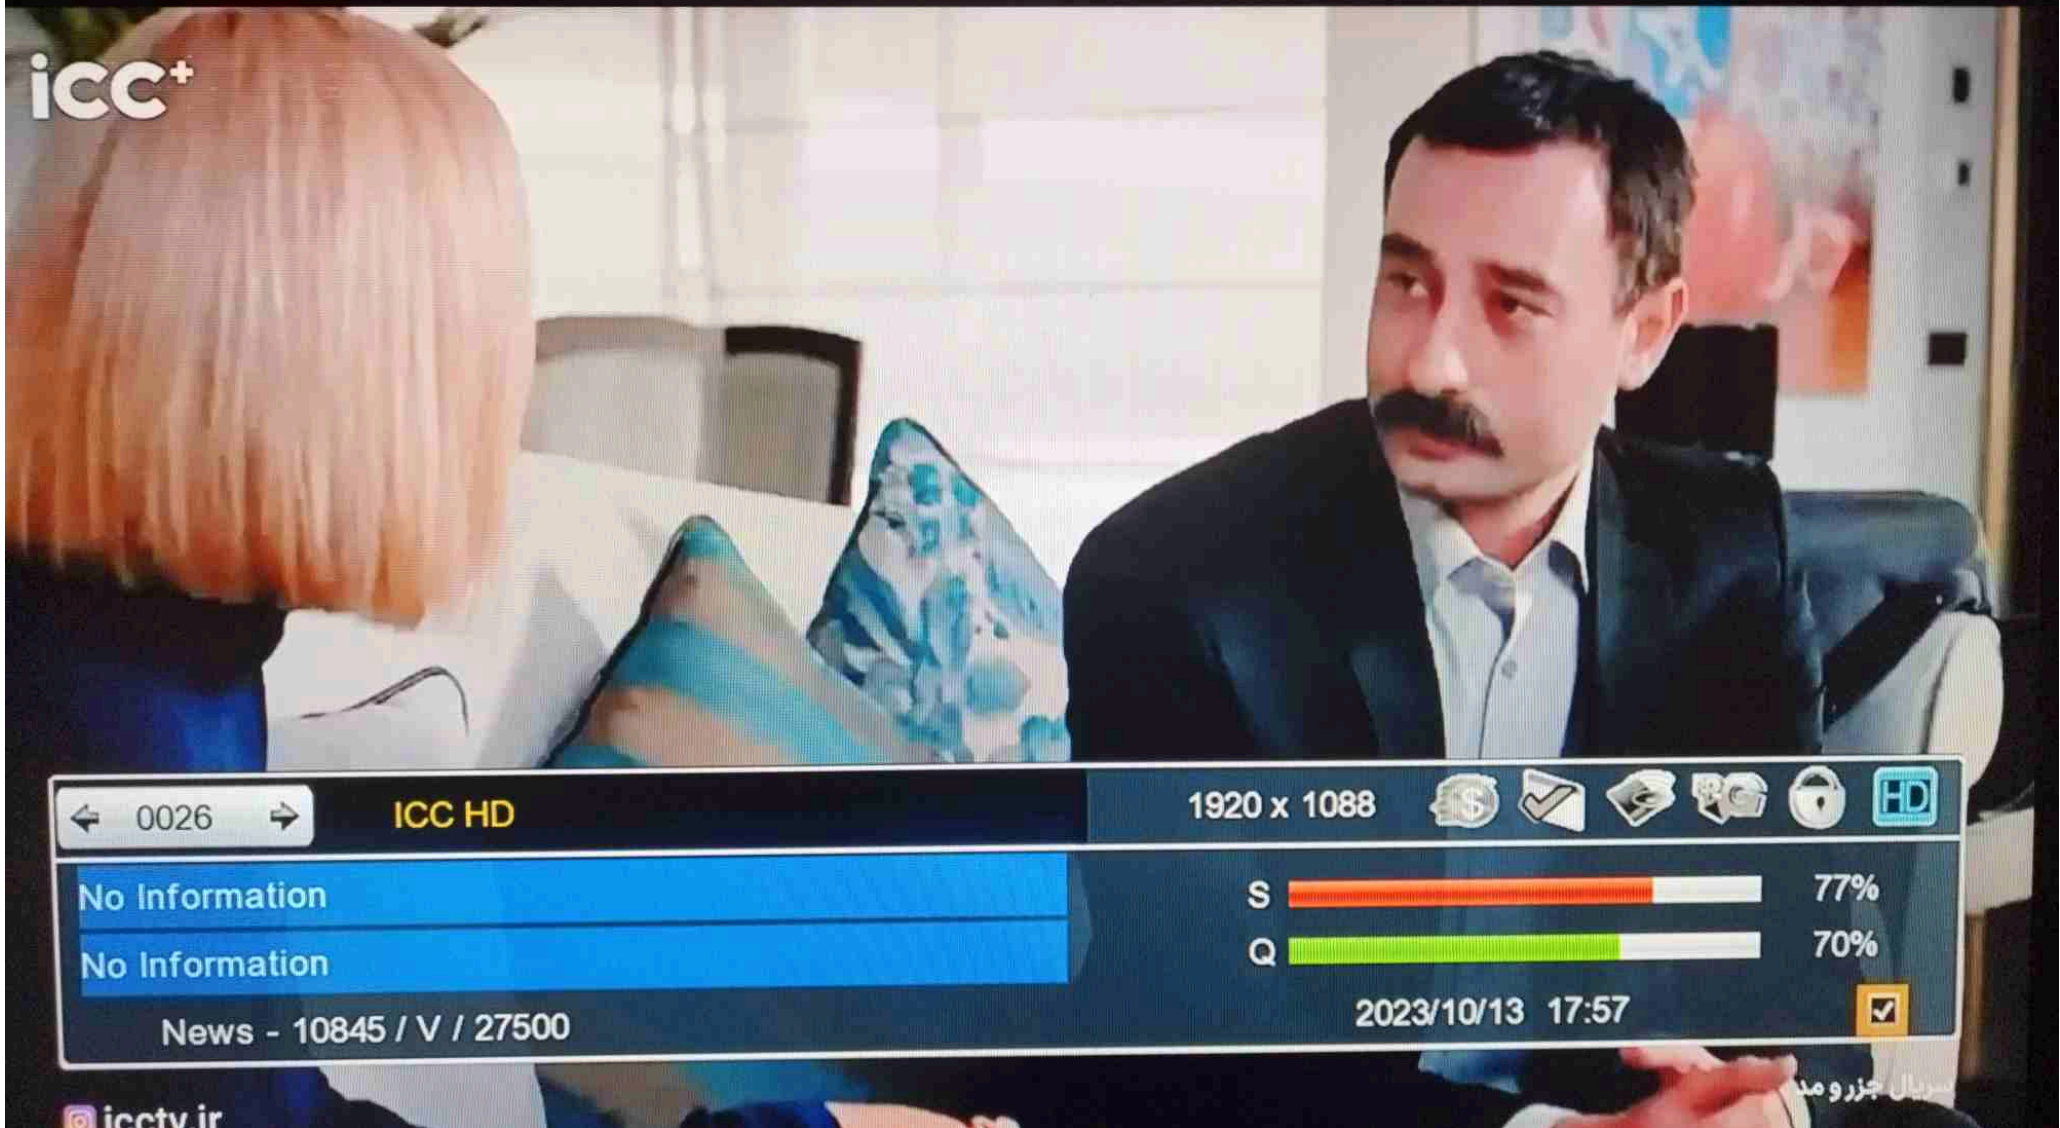 icc+
0026
ICC HD
1920 x 1088
HD
No Information
S 77%
No Information
Q 70%
News - 10845 / V / 27500
2023/10/13 17:57
سریال جزر و مد
icctv.ir